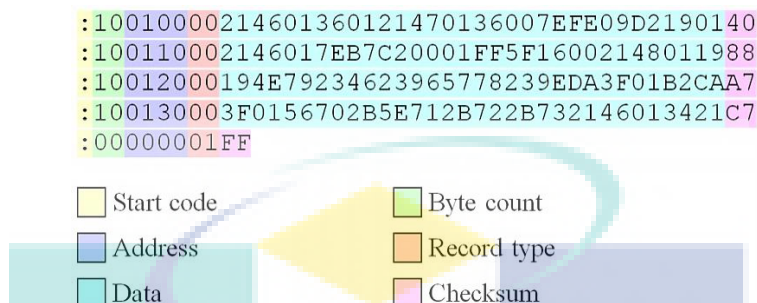 :10010000214601360121470136007EFE09D2190140
:100110002146017EB7C20001FF5F16002148011988
:10012000194E79234623965778239EDA3F01B2CAA7
:100130003F0156702B5E712B722B732146013421C7
:00000001FF
Start code Byte count
Address Record type
Data Checksum